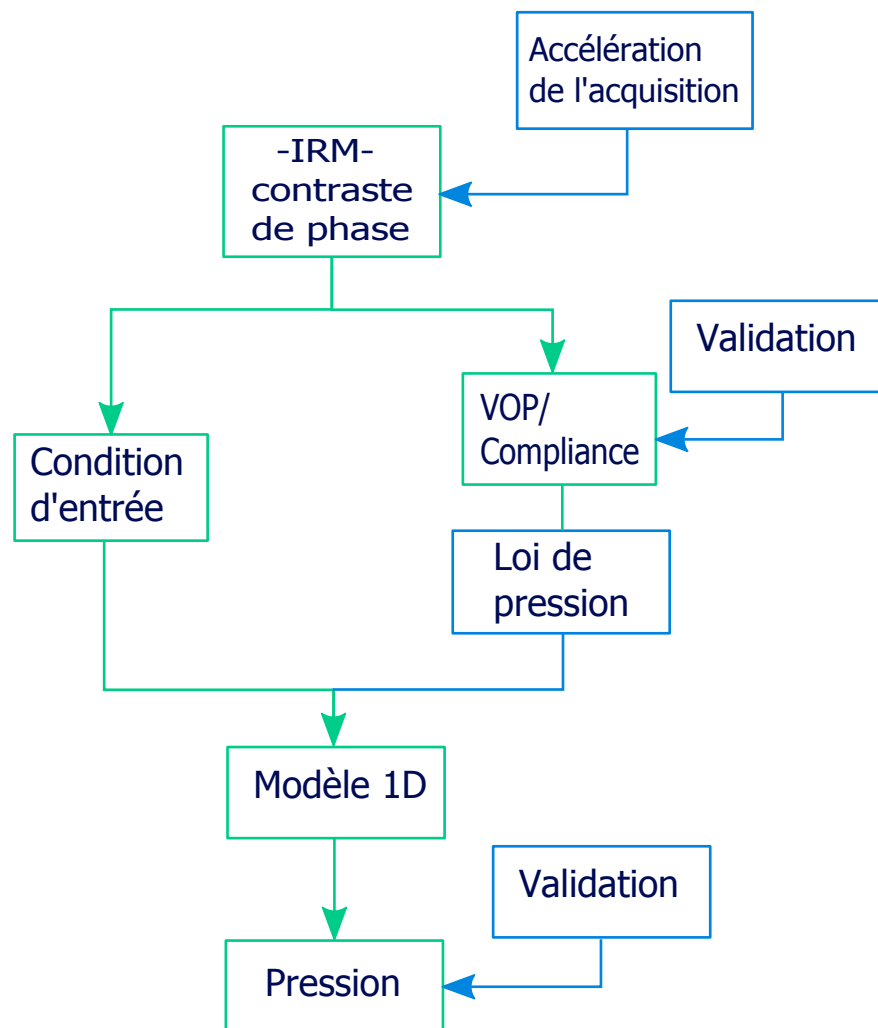 Accélération
de l'acquisition
-IRM-
contraste
de phase
Validation
VOP/
Compliance
Condition
d'entrée
Loi de
pression
Modèle 1D
Validation
Pression